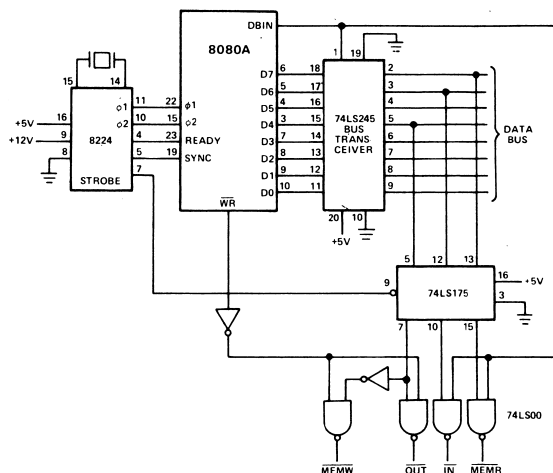 DBIN
8080A
1
19
15
14
D7 6 18 2
D6 5 17 3
φ1 11 22 φ1
D5 4 16 4
+5V 16
φ2 10 15 φ2
D4 3 15 5
74LS245
BUS
TRANS
CEIVER
DATA
BUS
+12V 9
8224
4 23 READY
D3 7 14 6
8
5 19 SYNC
D2 8 13 7
STROBE 7
D1 9 12 8
D0 10 11 9
WR
20 10
+5V
5 12 13
9
74LS175
16 +5V
3
7 10 15
74LS00
MEMW OUT IN MEMR